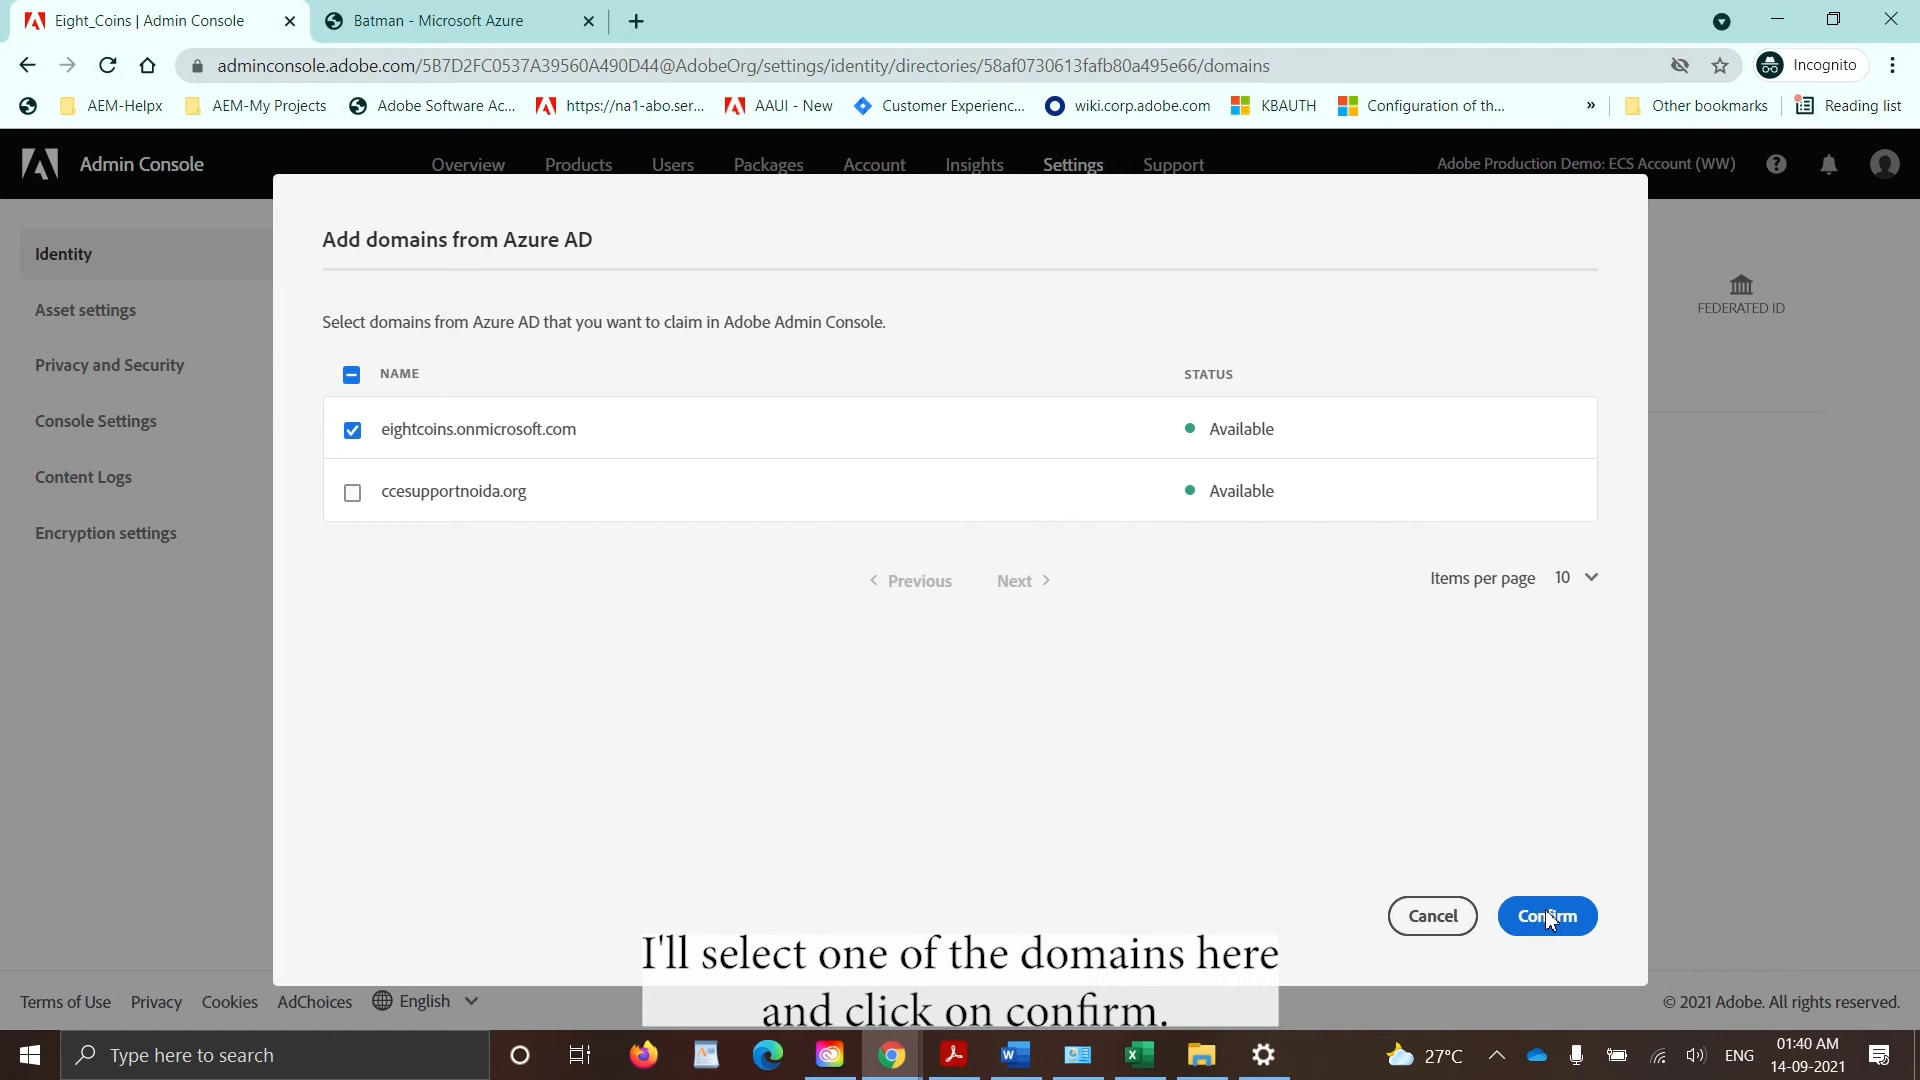 Eight_Coins | Admin Console
Batman - Microsoft Azure
adminconsole.adobe.com/5B7D2FC0537A39560A490D44@AdobeOrg/settings/identity/directories/58af0730613fafb80a495e66/domains
Incognito
AEM-Helpx
AEM-My Projects
Adobe Software Ac...
https://na1-abo.ser...
AAUI - New
Customer Experienc...
wiki.corp.adobe.com
KBAUTH
Configuration of th...
»
Other bookmarks
Reading list
Admin Console
Overview
Products
Users
Packages
Account
Insights
Settings
Support
Adobe Production Demo: ECS Account (WW)
Identity
Asset settings
Privacy and Security
Console Settings
Content Logs
Encryption settings
FEDERATED ID
Add domains from Azure AD
Select domains from Azure AD that you want to claim in Adobe Admin Console.
NAME
STATUS
eightcoins.onmicrosoft.com
Available
ccesupportnoida.org
Available
Previous
Next
Items per page 10
Cancel
Confirm
I'll select one of the domains here
and click on confirm.
Terms of Use
Privacy
Cookies
AdChoices
English
© 2021 Adobe. All rights reserved.
Type here to search
27°C
ENG
01:40 AM
14-09-2021